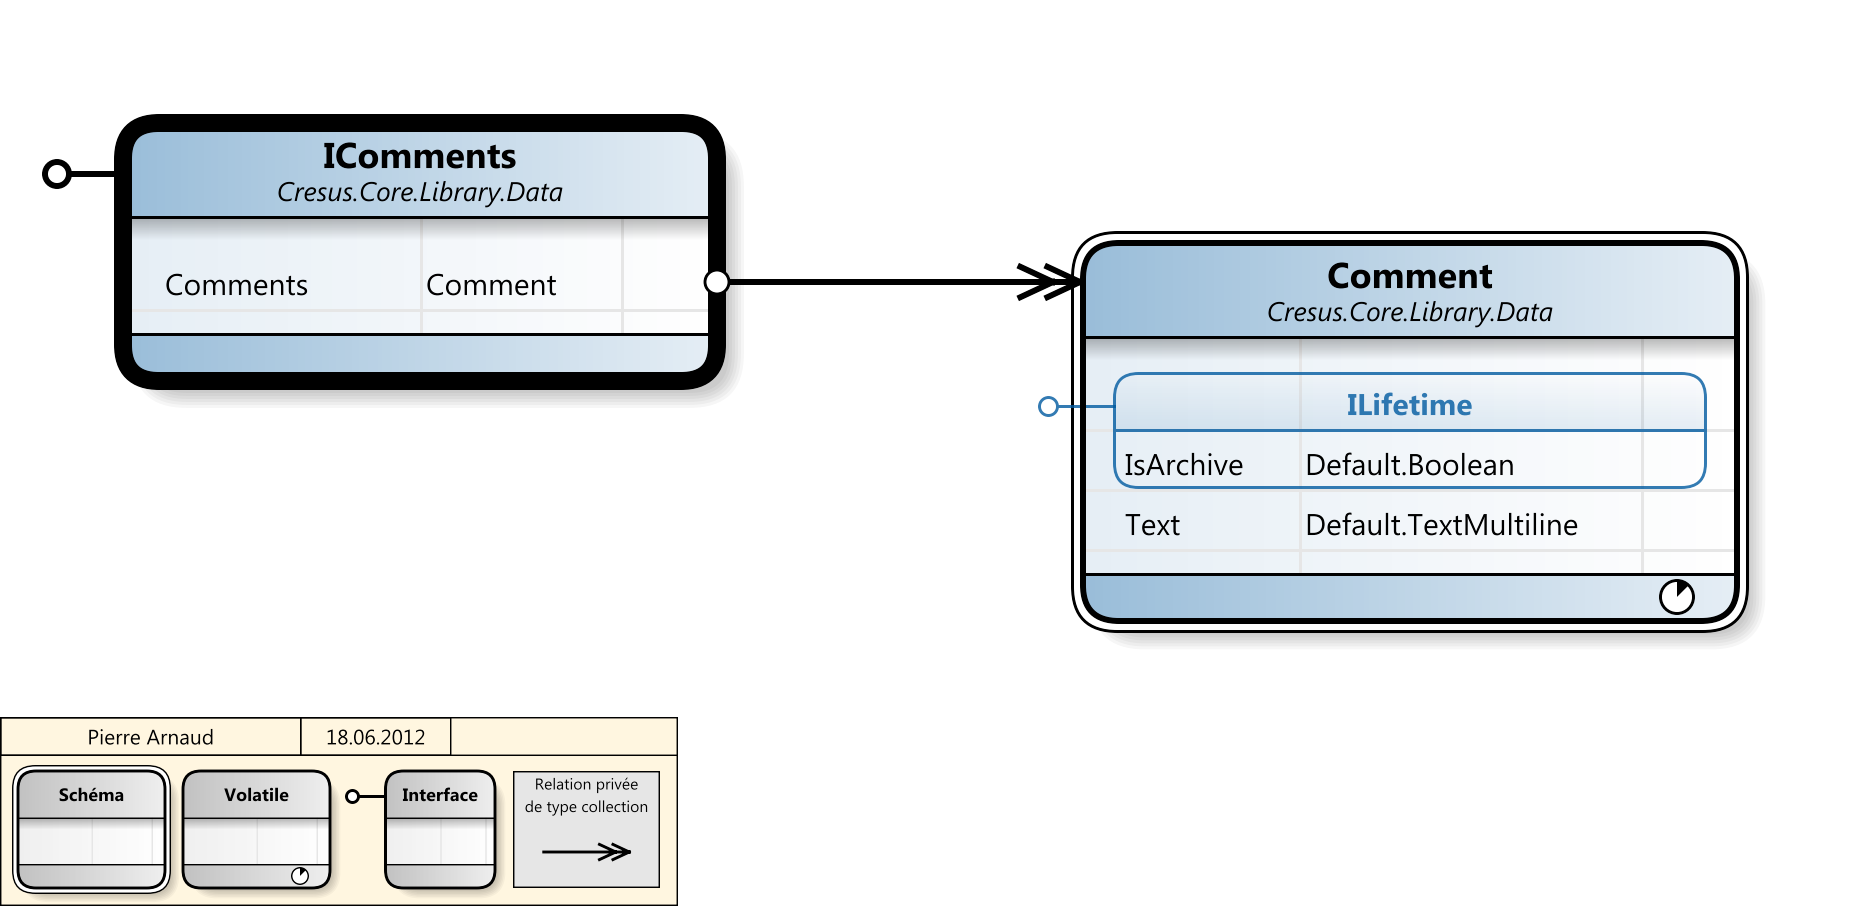 IComments
Cresus.Core.Library.Data
Comments Comment
Comment
Cresus.Core.Library.Data
ILifetime
IsArchive Default.Boolean
Text Default.TextMultiline
Pierre Arnaud 18.06.2012
Schéma Volatile Interface
Relation privée
de type collection